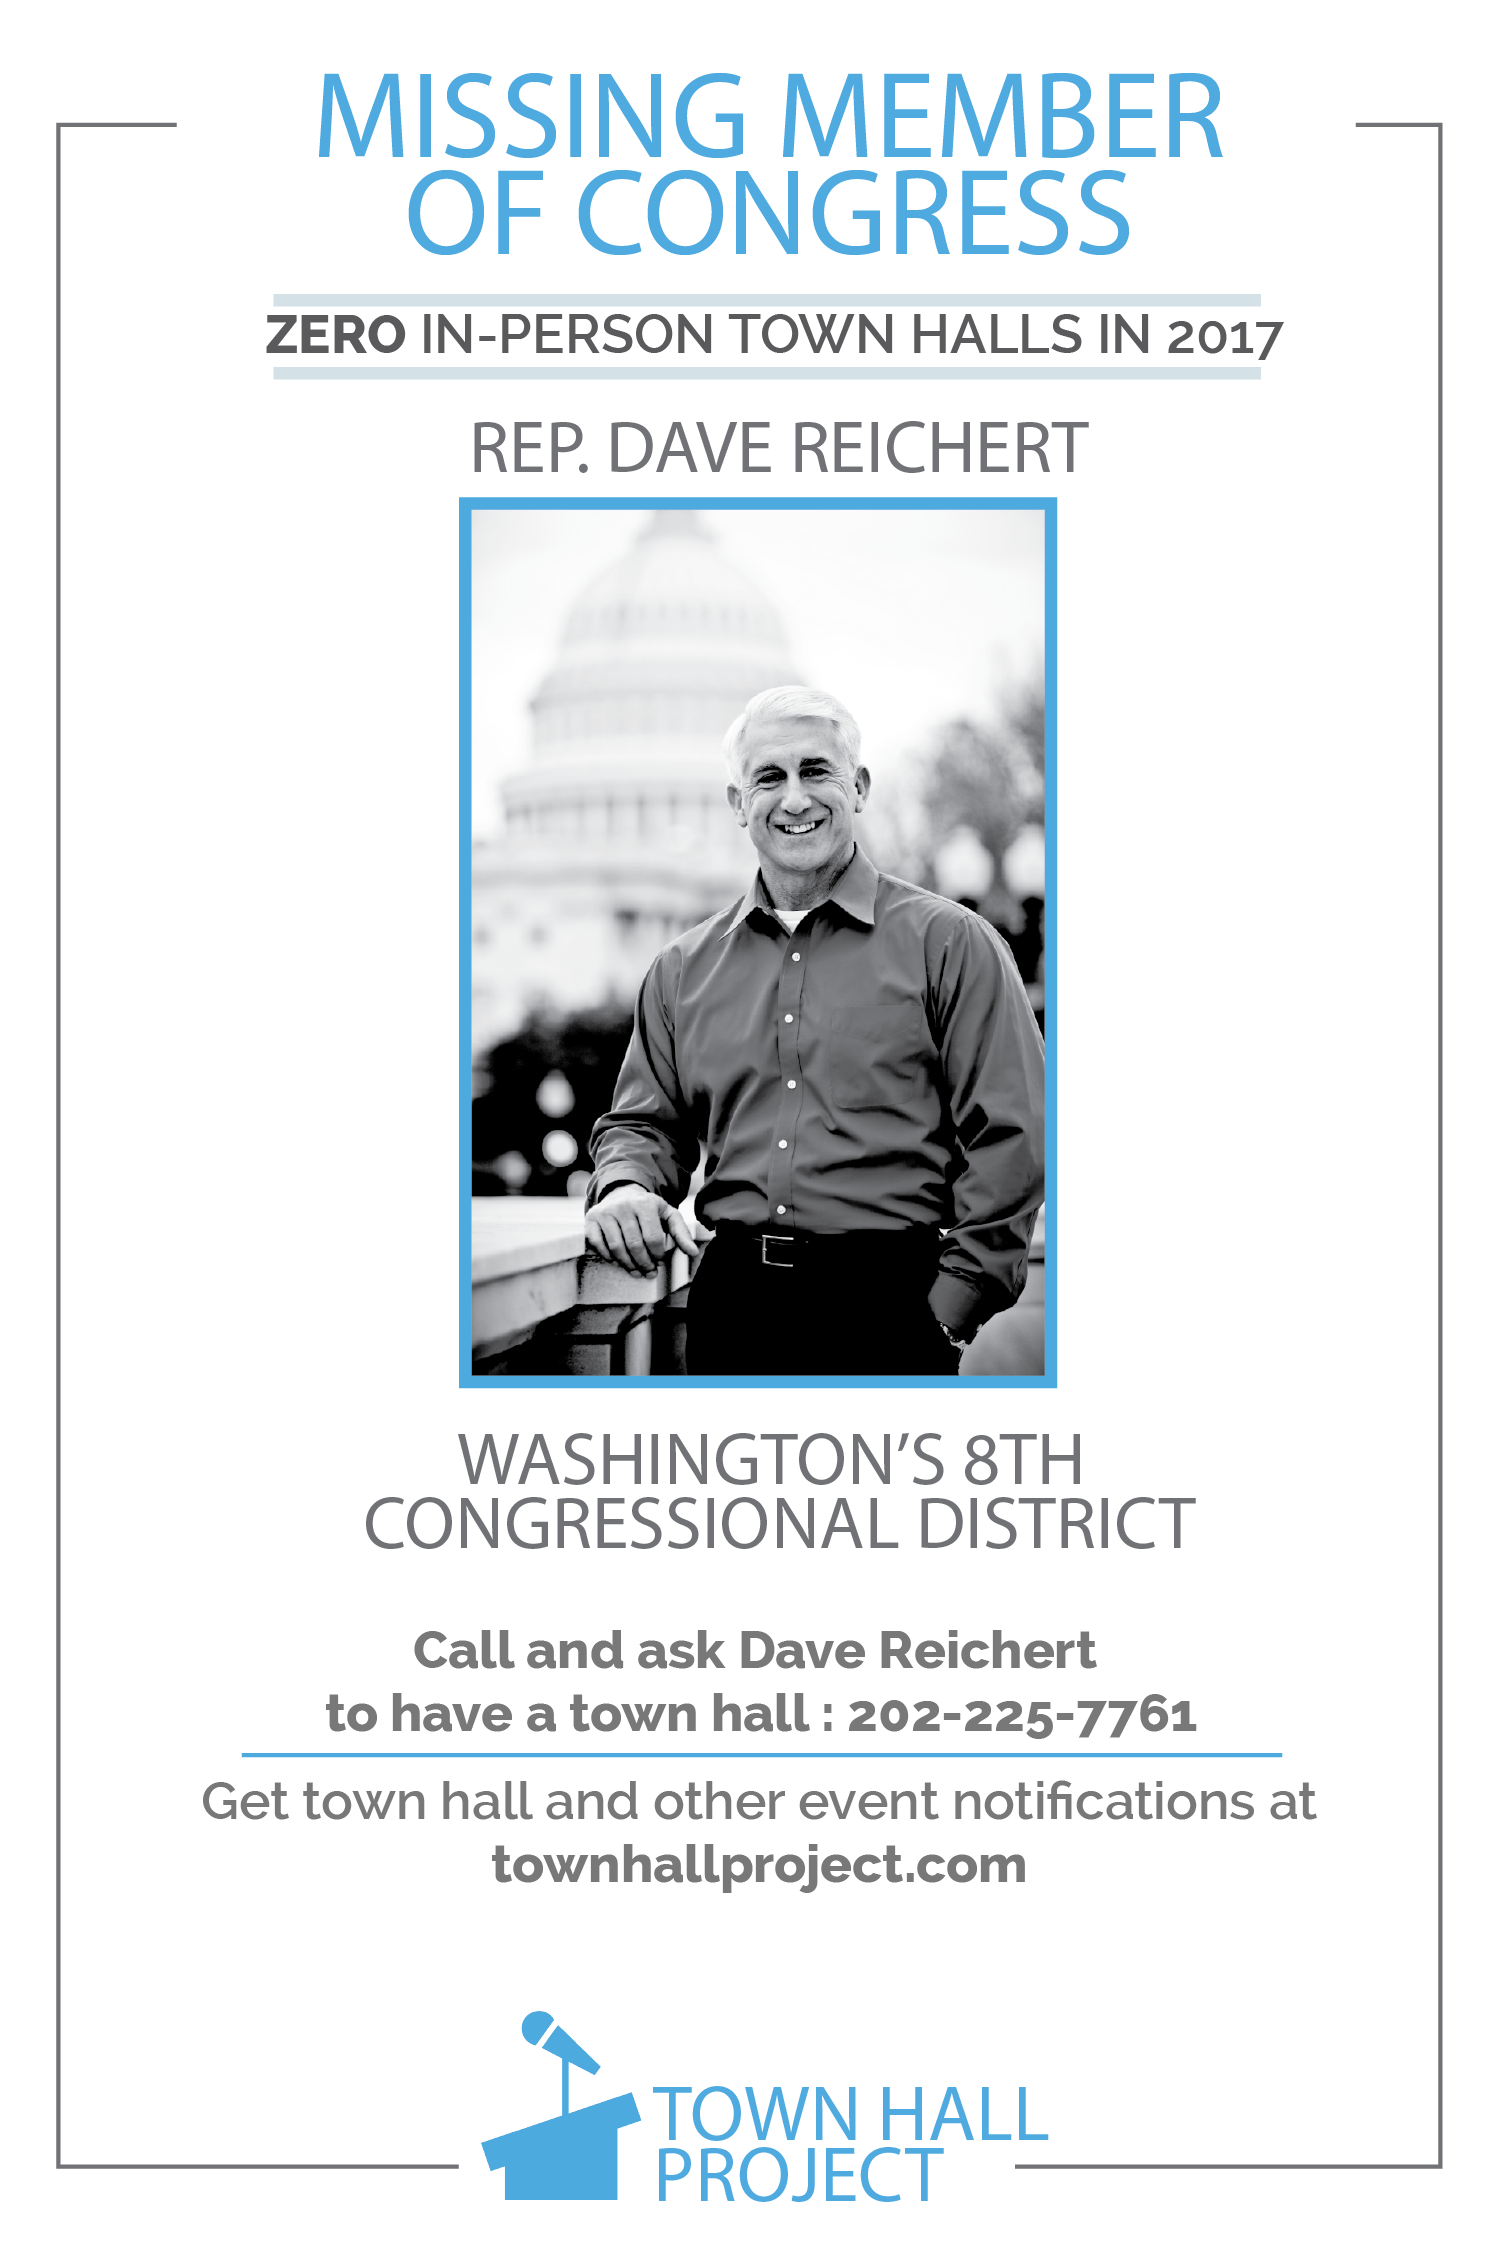 MISSING MEMBER
OF CONGRESS
ZERO IN-PERSON TOWN HALLS IN 2017
REP. DAVE REICHERT
WASHINGTON’S 8TH
CONGRESSIONAL DISTRICT
Call and ask Dave Reichert
to have a town hall : 202-225-7761
Get town hall and other event notifications at
townhallproject.com
TOWN HALL
PROJECT